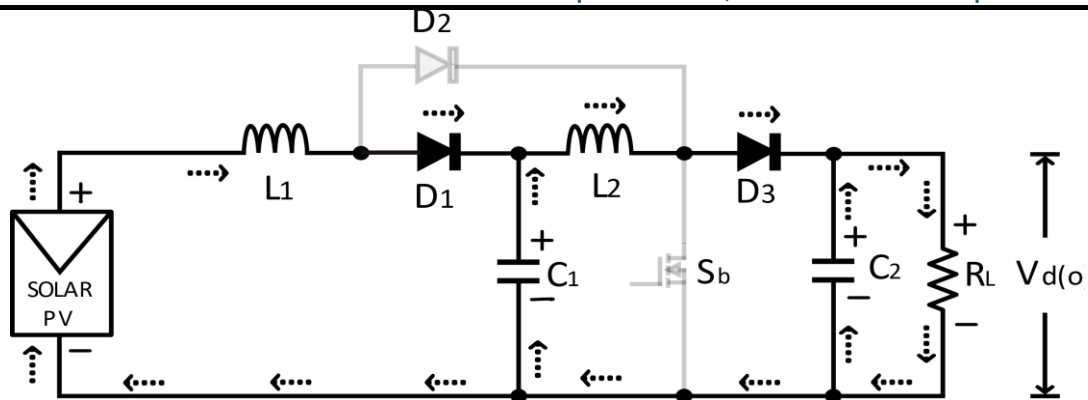 D2
L1
D1
L2
D3
+
SOLAR
PV
−
+
C1
−
Sb
+
C2
−
+
RL
−
Vd(o